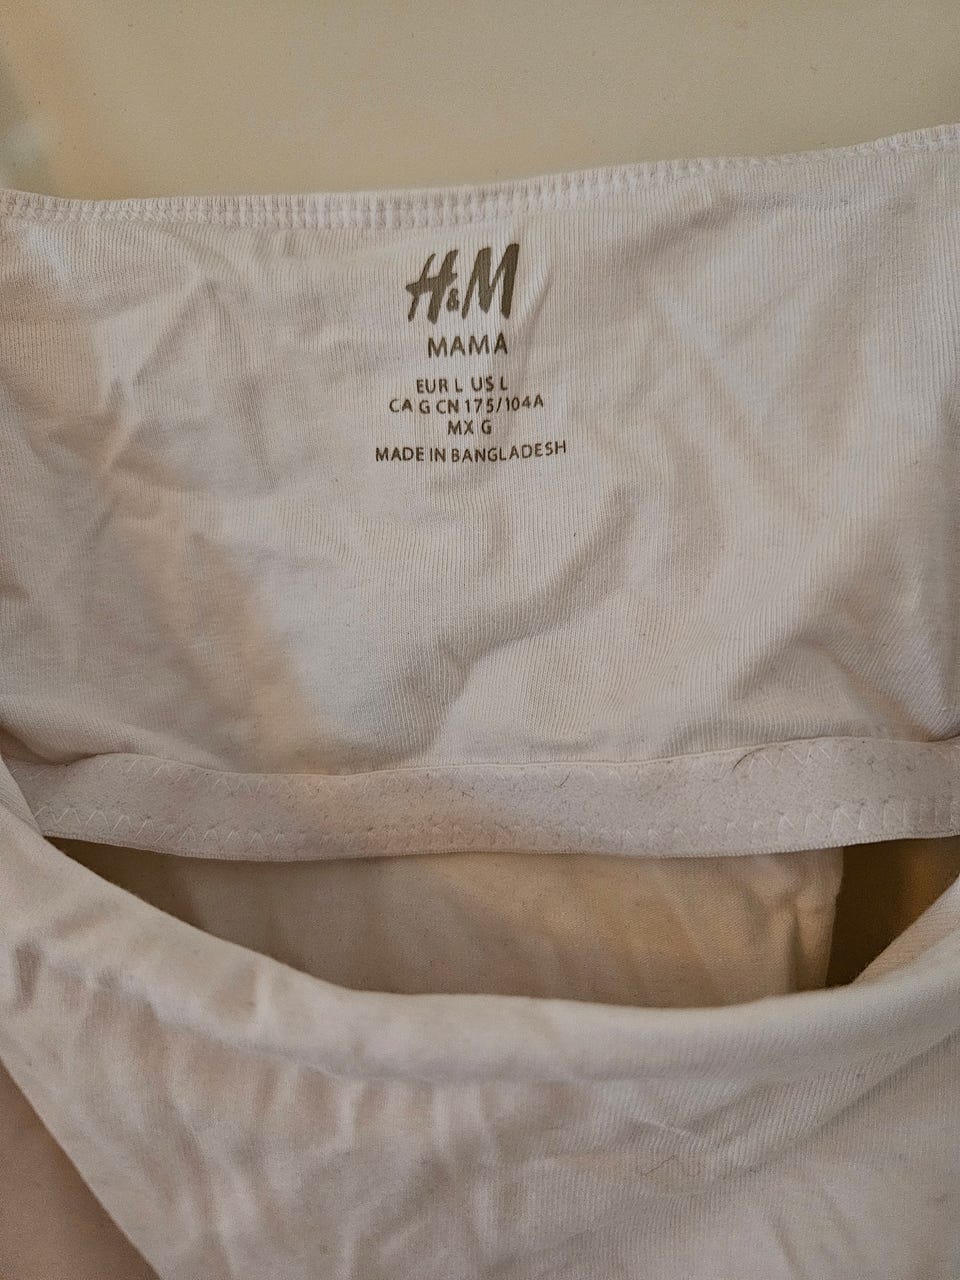 H&M
MAMA
EUR L US L
CA G CN 175/104A
MX G
MADE IN BANGLADESH